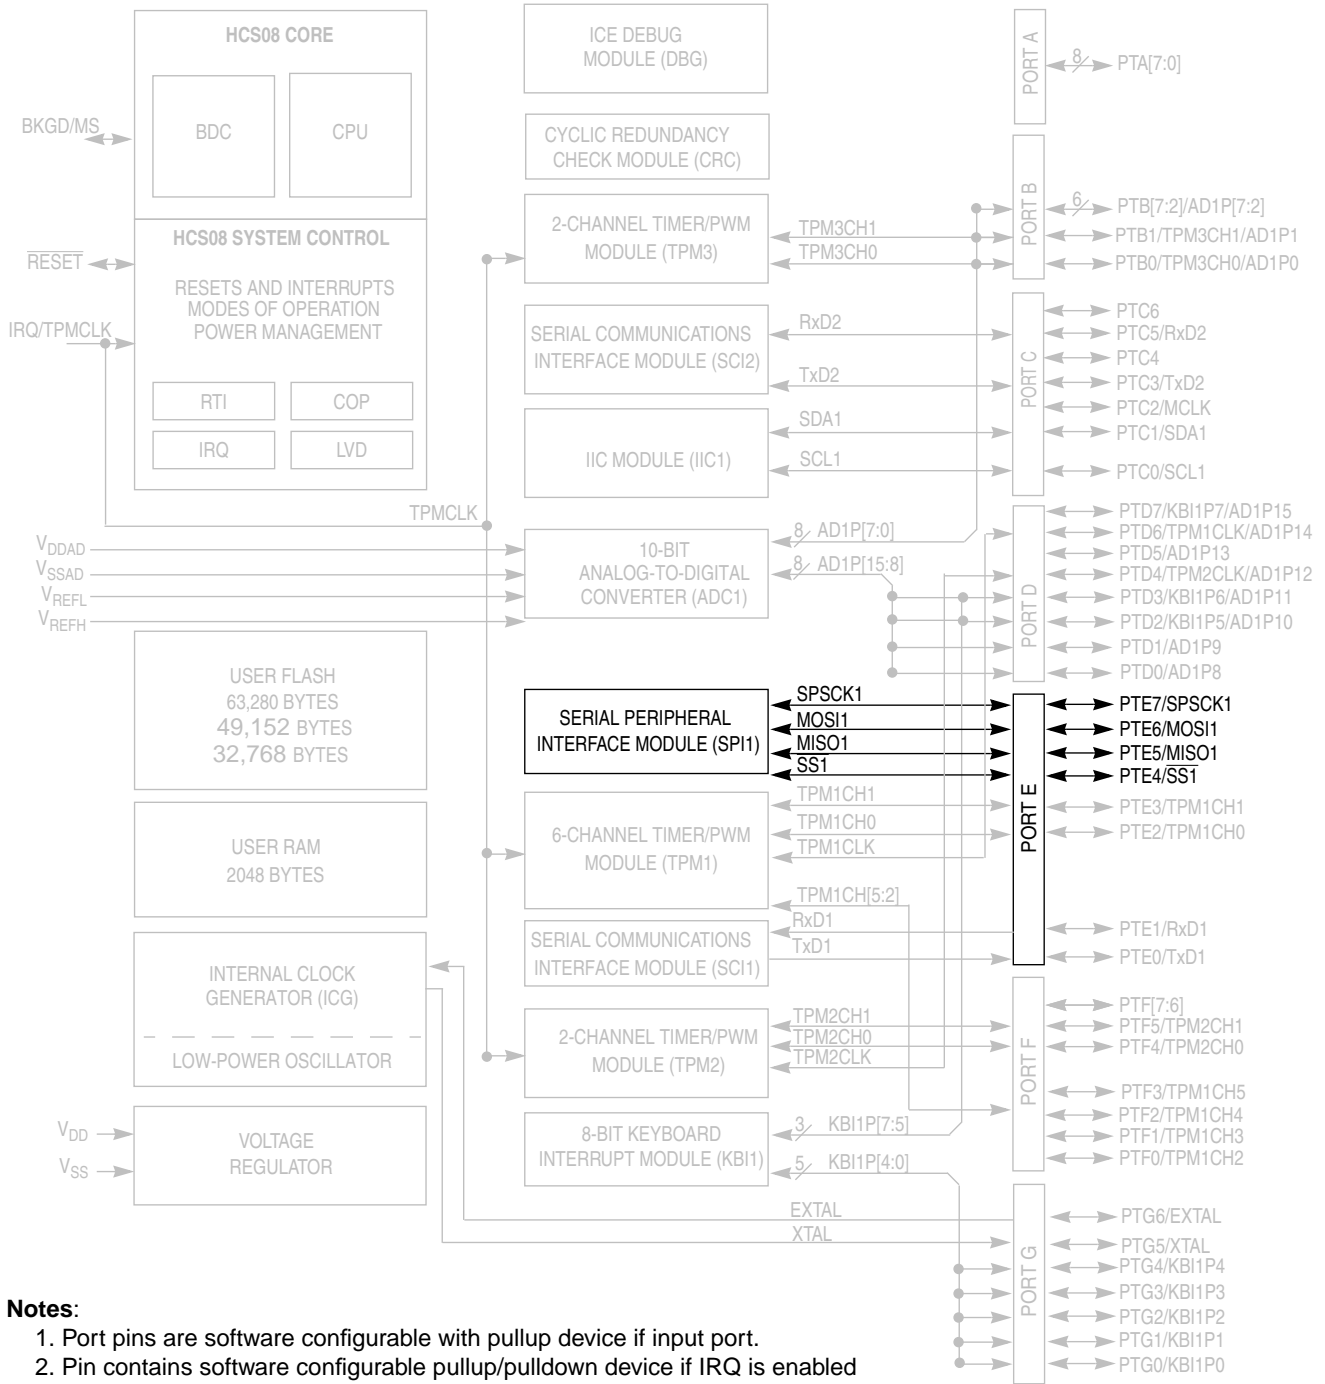 HCS08 CORE
BDC
CPU
BKGD/MS
HCS08 SYSTEM CONTROL
RESET
RESETS AND INTERRUPTS
MODES OF OPERATION
POWER MANAGEMENT
IRQ/TPMCLK
RTI
COP
IRQ
LVD
TPMCLK
VDDAD
VSSAD
VREFL
VREFH
USER FLASH
63,280 BYTES
49,152 BYTES
32,768 BYTES
USER RAM
2048 BYTES
INTERNAL CLOCK
GENERATOR (ICG)
LOW-POWER OSCILLATOR
VDD
VSS
VOLTAGE
REGULATOR
ICE DEBUG
MODULE (DBG)
CYCLIC REDUNDANCY
CHECK MODULE (CRC)
2-CHANNEL TIMER/PWM
MODULE (TPM3)
TPM3CH1
TPM3CH0
SERIAL COMMUNICATIONS
INTERFACE MODULE (SCI2)
RxD2
TxD2
IIC MODULE (IIC1)
SDA1
SCL1
10-BIT
ANALOG-TO-DIGITAL
CONVERTER (ADC1)
8 AD1P[7:0]
8 AD1P[15:8]
SERIAL PERIPHERAL
INTERFACE MODULE (SPI1)
SPSCK1
MOSI1
MISO1
SS1
6-CHANNEL TIMER/PWM
MODULE (TPM1)
TPM1CH1
TPM1CH0
TPM1CLK
TPM1CH[5:2]
SERIAL COMMUNICATIONS
INTERFACE MODULE (SCI1)
RxD1
TxD1
2-CHANNEL TIMER/PWM
MODULE (TPM2)
TPM2CH1
TPM2CH0
TPM2CLK
8-BIT KEYBOARD
INTERRUPT MODULE (KBI1)
3 KBI1P[7:5]
5 KBI1P[4:0]
EXTAL
XTAL
PORT A
8 PTA[7:0]
PORT B
6 PTB[7:2]/AD1P[7:2]
PTB1/TPM3CH1/AD1P1
PTB0/TPM3CH0/AD1P0
PORT C
PTC6
PTC5/RxD2
PTC4
PTC3/TxD2
PTC2/MCLK
PTC1/SDA1
PTC0/SCL1
PORT D
PTD7/KBI1P7/AD1P15
PTD6/TPM1CLK/AD1P14
PTD5/AD1P13
PTD4/TPM2CLK/AD1P12
PTD3/KBI1P6/AD1P11
PTD2/KBI1P5/AD1P10
PTD1/AD1P9
PTD0/AD1P8
PORT E
PTE7/SPSCK1
PTE6/MOSI1
PTE5/MISO1
PTE4/SS1
PTE3/TPM1CH1
PTE2/TPM1CH0
PTE1/RxD1
PTE0/TxD1
PORT F
PTF[7:6]
PTF5/TPM2CH1
PTF4/TPM2CH0
PTF3/TPM1CH5
PTF2/TPM1CH4
PTF1/TPM1CH3
PTF0/TPM1CH2
PORT G
PTG6/EXTAL
PTG5/XTAL
PTG4/KBI1P4
PTG3/KBI1P3
PTG2/KBI1P2
PTG1/KBI1P1
PTG0/KBI1P0
Notes:
1. Port pins are software configurable with pullup device if input port.
2. Pin contains software configurable pullup/pulldown device if IRQ is enabled